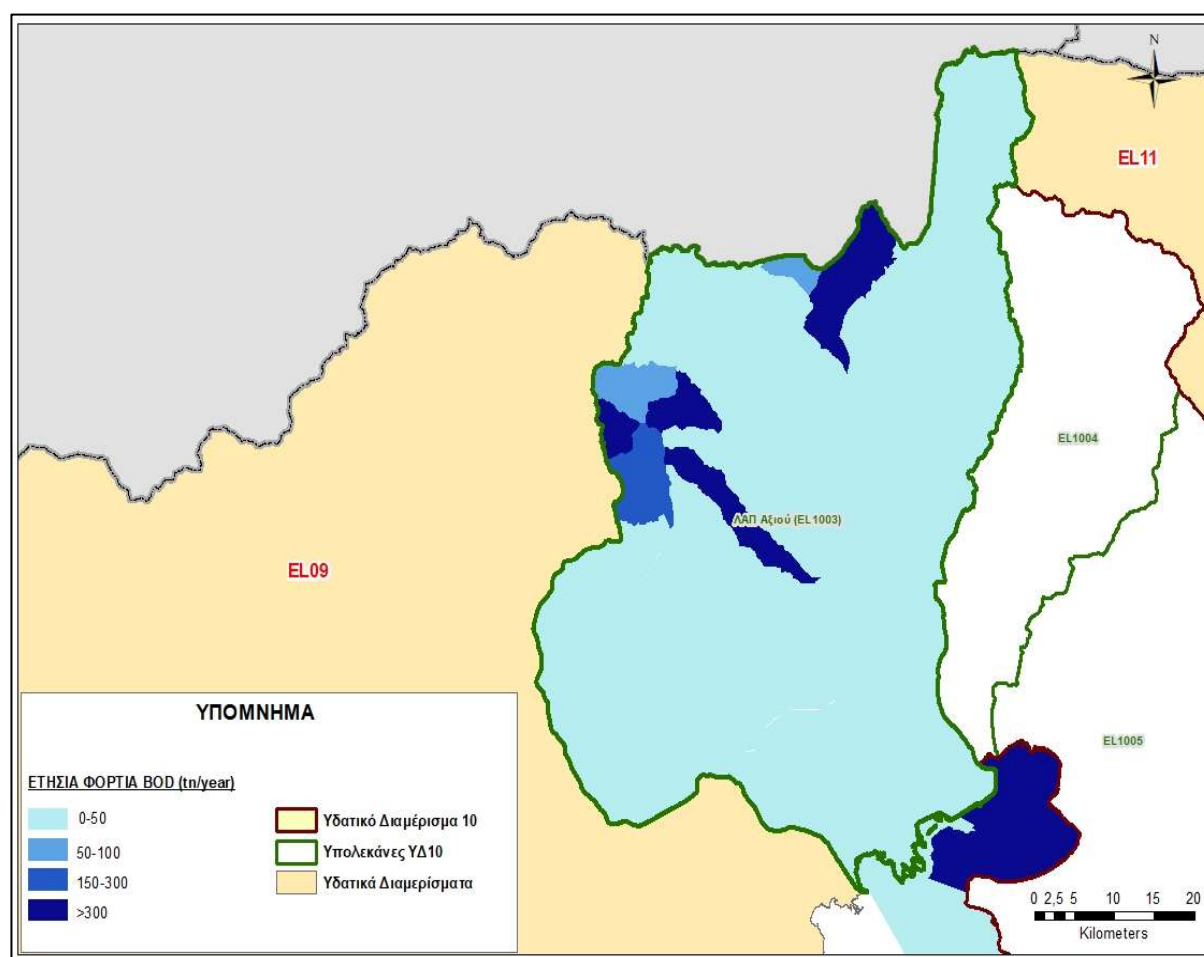 N
EL11
EL1004
ΛΑΠ Αξιού (EL1003)
EL09
EL1005
ΥΠΟΜΝΗΜΑ
ΕΤΗΣΙΑ ΦΟΡΤΙΑ BOD (tn/year)
0-50
50-100
150-300
>300
Υδατικό Διαμέρισμα 10
Υπολεκάνες ΥΔ10
Υδατικά Διαμερίσματα
0 2,5 5 10 15 20
Kilometers